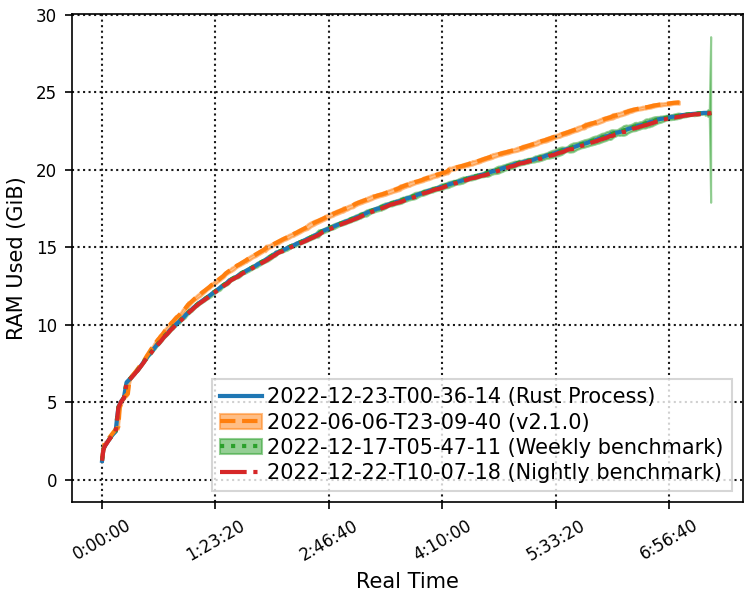 30
25
20
15
10
5
0
RAM Used (GiB)
2022-12-23-T00-36-14 (Rust Process)
2022-06-06-T23-09-40 (v2.1.0)
2022-12-17-T05-47-11 (Weekly benchmark)
2022-12-22-T10-07-18 (Nightly benchmark)
0:00:00
1:23:20
2:46:40
4:10:00
5:33:20
6:56:40
Real Time